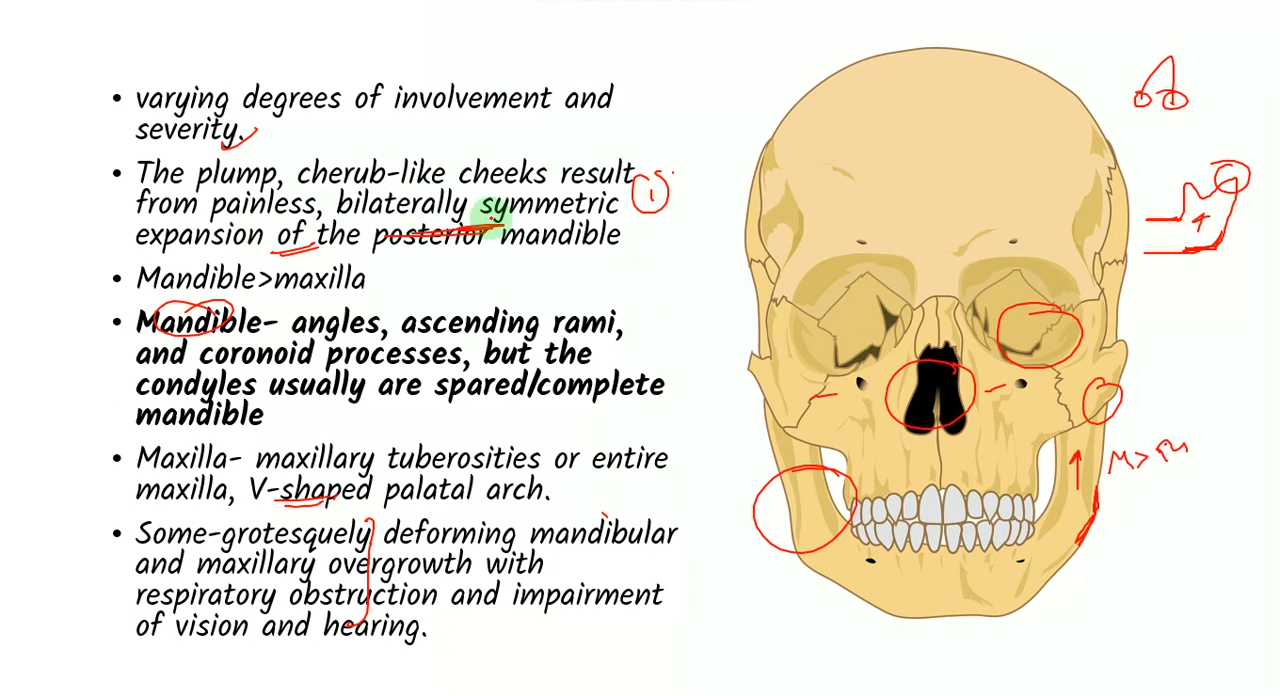 • varying degrees of involvement and
severity.
• The plump, cherub-like cheeks result
from painless, bilaterally symmetric
expansion of the posterior mandible
• Mandible>maxilla
• Mandible- angles, ascending rami,
and coronoid processes, but the
condyles usually are spared/complete
mandible
• Maxilla- maxillary tuberosities or entire
maxilla, V-shaped palatal arch.
• Some-grotesquely deforming mandibular
and maxillary overgrowth with
respiratory obstruction and impairment
of vision and hearing.
1